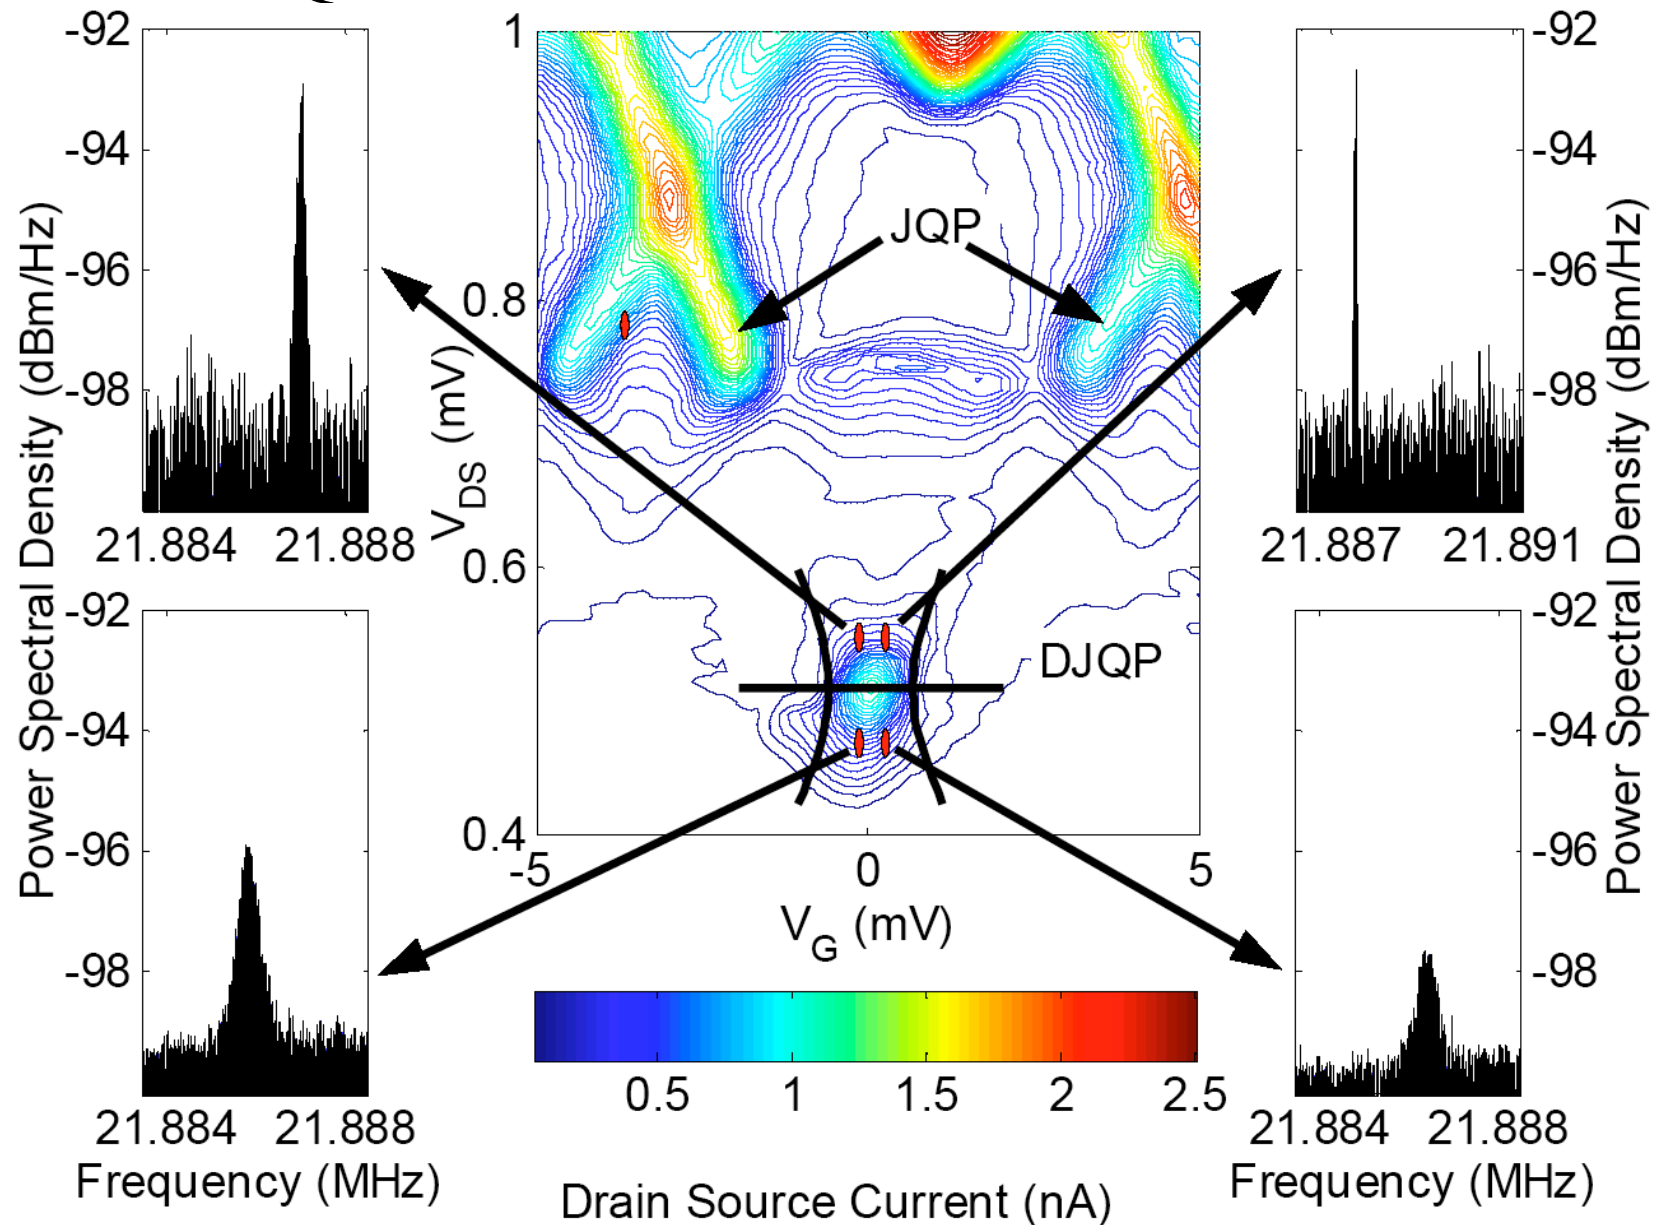 -92
-94
-96
-98
21.884 21.888
Power Spectral Density (dBm/Hz)
-92
-94
-96
-98
21.884 21.888
Frequency (MHz)
1
0.8
0.6
0.4
V_DS (mV)
-5 0 5
V_G (mV)
JQP
DJQP
0.5 1 1.5 2 2.5
Drain Source Current (nA)
-92
-94
-96
-98
21.887 21.891
Power Spectral Density (dBm/Hz)
-92
-94
-96
-98
21.884 21.888
Frequency (MHz)